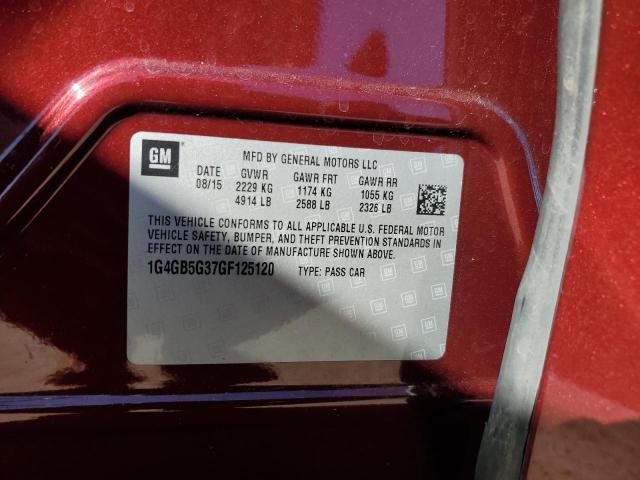 GM
MFD BY GENERAL MOTORS LLC
DATE GVWR GAWR FRT GAWR RR
08/15 2229 KG 1174 KG 1055 KG
4914 LB 2588 LB 2326 LB
THIS VEHICLE CONFORMS TO ALL APPLICABLE U.S. FEDERAL MOTOR
VEHICLE SAFETY, BUMPER, AND THEFT PREVENTION STANDARDS IN
EFFECT ON THE DATE OF MANUFACTURE SHOWN ABOVE.
1G4GB5G37GF125120 TYPE: PASS CAR